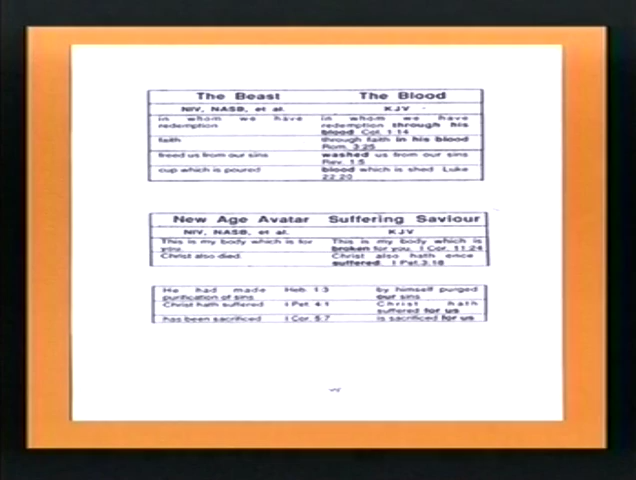 The Beast The Blood
NIV, NASB, et al. KJV
in whom we have in whom we have
redemption redemption through his
blood Col. 1:14
faith through faith in his blood
Rom. 3:25
freed us from our sins washed us from our sins
Rev. 1:5
cup which is poured blood which is shed Luke
22:20
New Age Avatar Suffering Saviour
NIV, NASB, et al. KJV
This is my body which is for This is my body which is
you. broken for you. I Cor. 11:24
Christ also died Christ also hath once
suffered. I Pet.3:18
He had made Heb. 1:3 by himself purged
purification of sins our sins
Christ hath suffered I Pet. 4:1 Christ hath
suffered for us
has been sacrificed I Cor. 5:7 is sacrificed for us